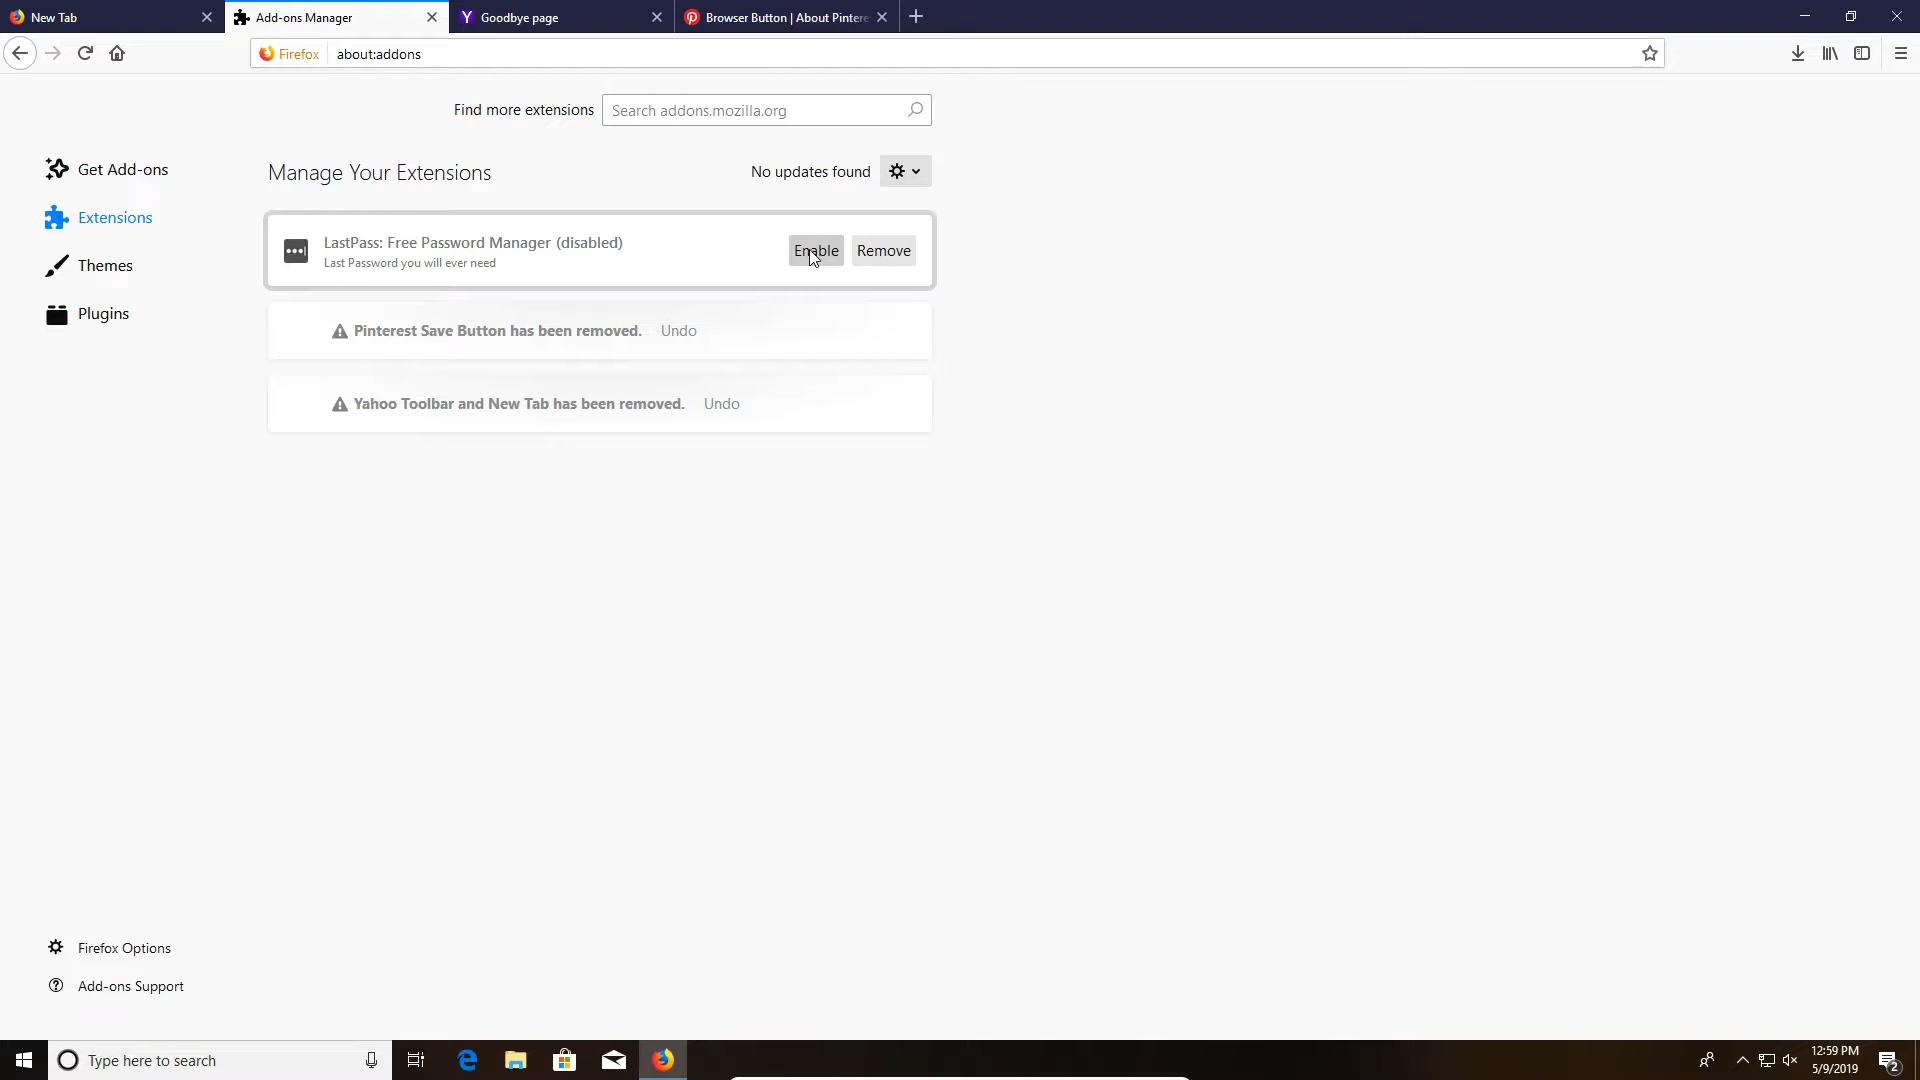 New Tab
Add-ons Manager
Goodbye page
Browser Button | About Pintere
Firefox
about:addons
Find more extensions
Search addons.mozilla.org
Get Add-ons
Extensions
Themes
Plugins
Manage Your Extensions
No updates found
LastPass: Free Password Manager (disabled)
Last Password you will ever need
Enable
Remove
Pinterest Save Button has been removed. Undo
Yahoo Toolbar and New Tab has been removed. Undo
Firefox Options
Add-ons Support
Type here to search
12:59 PM
5/9/2019
2